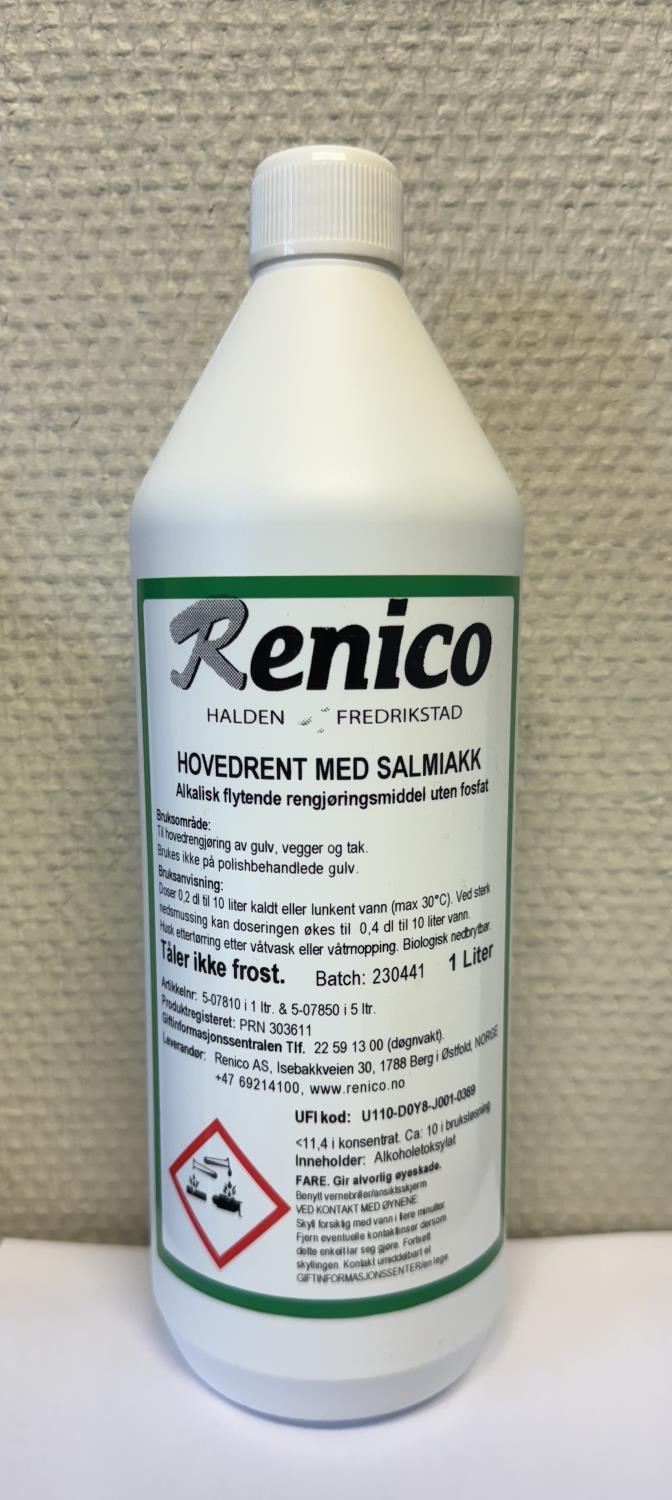 Renico
HALDEN FREDRIKSTAD
HOVEDRENT MED SALMIAKK
Alkalisk flytende rengjøringsmiddel uten fosfat
Bruksområde:
Til hovedrengjøring av gulv, vegger og tak.
Brukes ikke på polishbehandlede gulv.
Bruksanvisning:
Doser 0,2 dl til 10 liter kaldt eller lunkent vann (max 30°C). Ved sterk
nedsmussing kan doseringen økes til 0,4 dl til 10 liter vann.
Husk ettertørring etter våtvask eller våtmopping. Biologisk nedbrytbar.
Tåler ikke frost. Batch: 230441 1 Liter
Artikkelnr: 5-07810 i 1 ltr. & 5-07850 i 5 ltr.
Produktregisteret: PRN 303611
Giftinformasjonssentralen Tlf. 22 59 13 00 (døgnvakt).
Leverandør: Renico AS, Isebakkveien 30, 1788 Berg i Østfold, NORGE
+47 69214100, www.renico.no
UFI kod: U110-D0Y8-J001-0369
<11,4 i konsentrat. Ca: 10 i bruksløsning
Inneholder: Alkoholetoksylat
FARE. Gir alvorlig øyeskade.
Benytt vernebriller/ansiktsskjerm
VED KONTAKT MED ØYNENE:
Skyll forsiktig med vann i flere minutter.
Fjern eventuelle kontaktlinser dersom
dette enkelt lar seg gjøre. Fortsett
skyllingen. Kontakt umiddelbart et
GIFTINFORMASJONSSENTER/en lege.